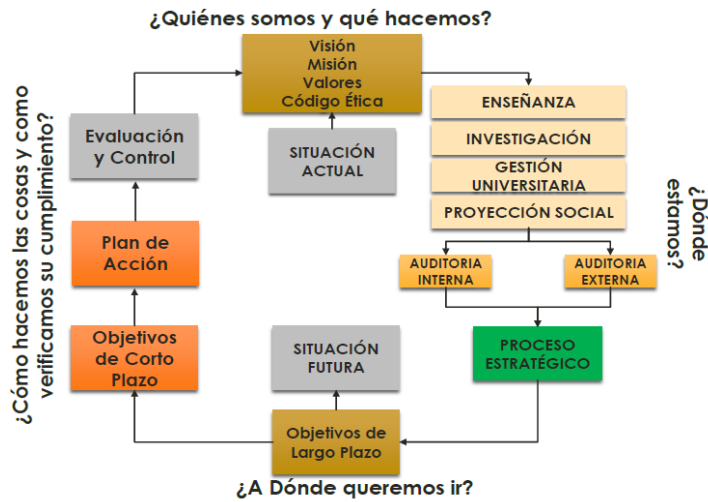 ¿Quiénes somos y qué hacemos?
Visión
Misión
Valores
Código Ética
ENSEÑANZA
INVESTIGACIÓN
GESTIÓN
UNIVERSITARIA
PROYECCIÓN SOCIAL
¿Dónde
estamos?
AUDITORIA
INTERNA
AUDITORIA
EXTERNA
PROCESO
ESTRATÉGICO
SITUACIÓN
ACTUAL
Evaluación
y Control
Plan de
Acción
Objetivos
de Corto
Plazo
SITUACIÓN
FUTURA
Objetivos de
Largo Plazo
¿Cómo hacemos las cosas y como
verificamos su cumplimiento?
¿A Dónde queremos ir?